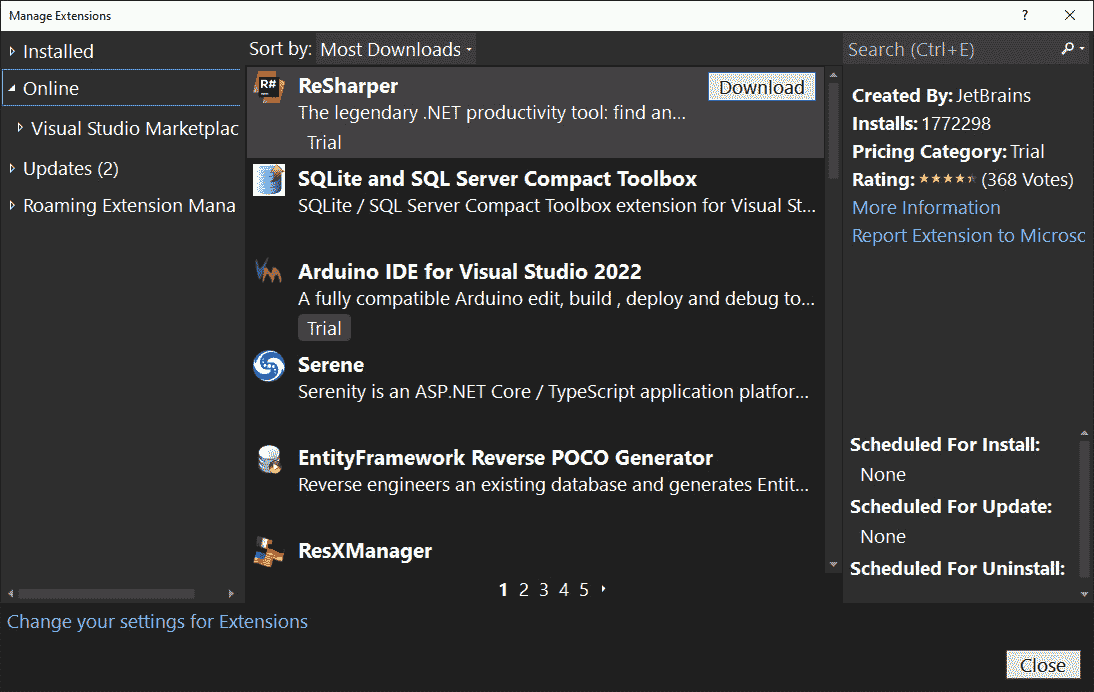 Manage Extensions
?
Installed
Online
Visual Studio Marketplac
Updates (2)
Roaming Extension Mana
Sort by: Most Downloads
R#
ReSharper
Download
The legendary .NET productivity tool: find an...
Trial
SQLite and SQL Server Compact Toolbox
SQLite / SQL Server Compact Toolbox extension for Visual St...
VM
Arduino IDE for Visual Studio 2022
A fully compatible Arduino edit, build , deploy and debug to...
Trial
Serene
Serenity is an ASP.NET Core / TypeScript application platfor...
EntityFramework Reverse POCO Generator
Reverse engineers an existing database and generates Entit...
ResXManager
1 2 3 4 5
Search (Ctrl+E)
Created By: JetBrains
Installs: 1772298
Pricing Category: Trial
Rating: (368 Votes)
More Information
Report Extension to Microsc
Scheduled For Install:
None
Scheduled For Update:
None
Scheduled For Uninstall:
Change your settings for Extensions
Close